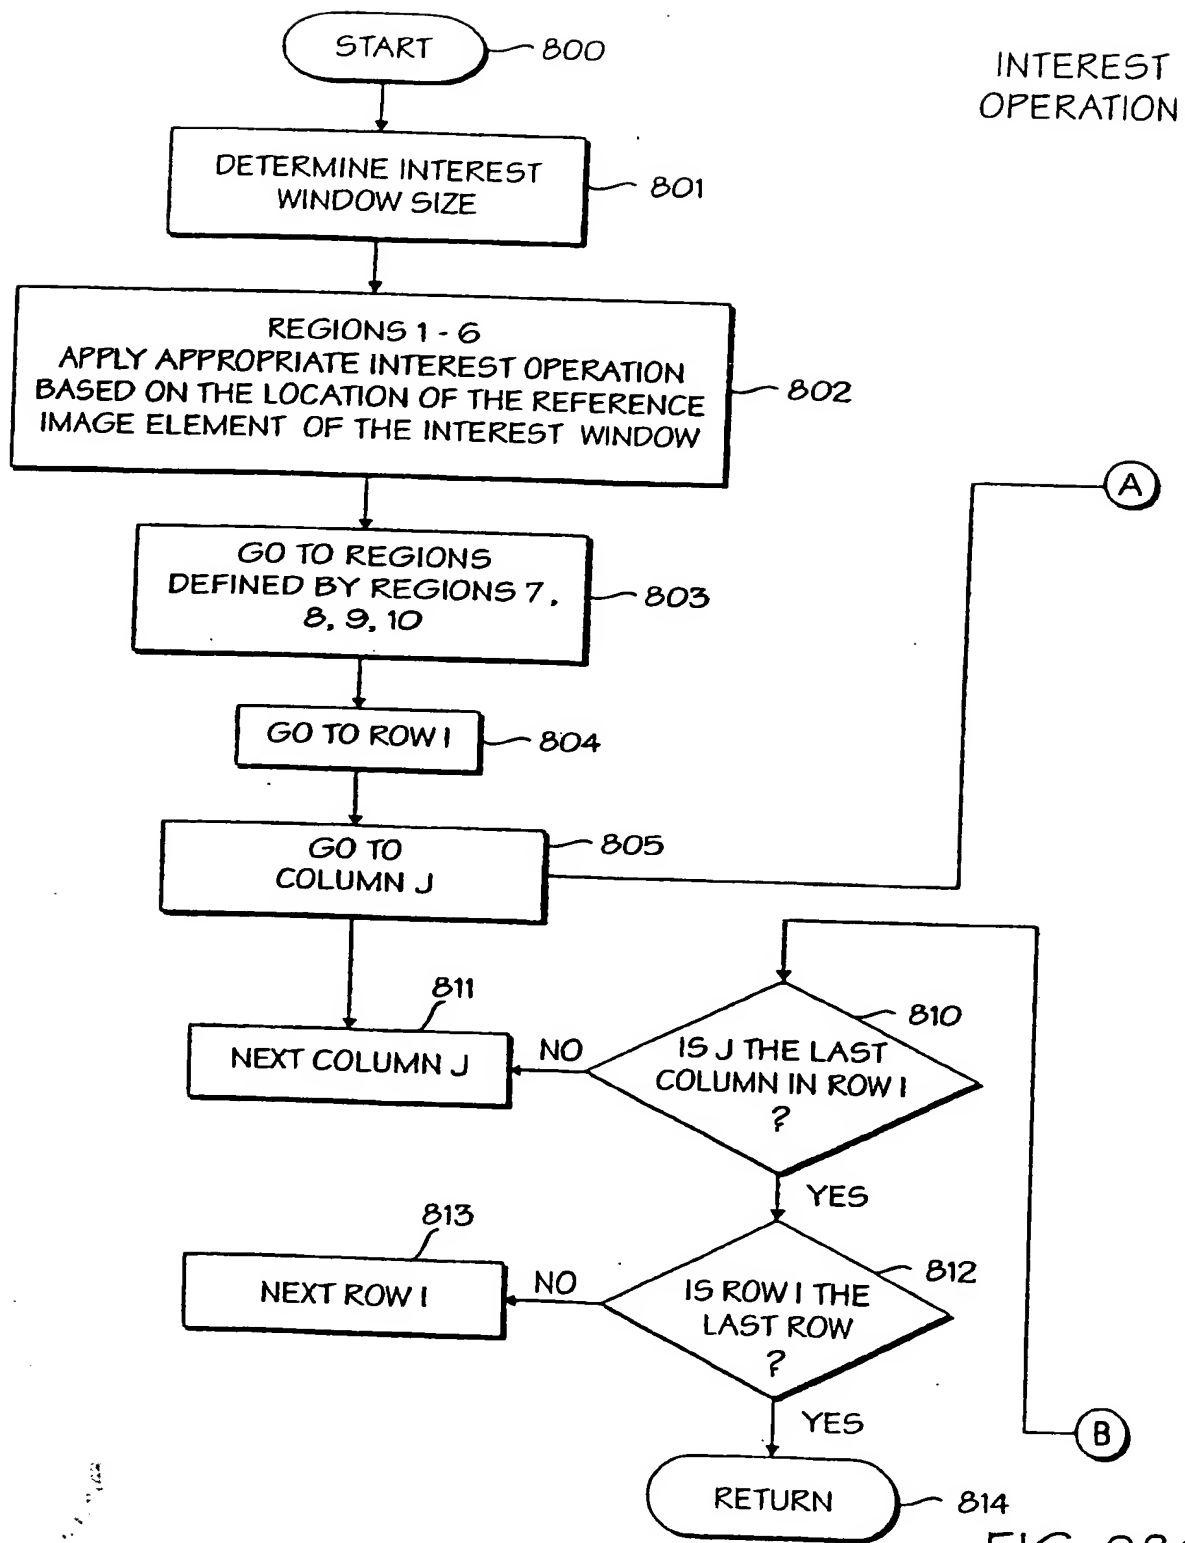 START
800
INTEREST
OPERATION
DETERMINE INTEREST
WINDOW SIZE
801
REGIONS 1 - 6
APPLY APPROPRIATE INTEREST OPERATION
BASED ON THE LOCATION OF THE REFERENCE
IMAGE ELEMENT OF THE INTEREST WINDOW
802
A
GO TO REGIONS
DEFINED BY REGIONS 7,
8, 9, 10
803
GO TO ROW I
804
GO TO
COLUMN J
805
811
NEXT COLUMN J
NO
IS J THE LAST
COLUMN IN ROW I
?
810
YES
813
NEXT ROW I
NO
IS ROW I THE
LAST ROW
?
812
YES
B
RETURN
814